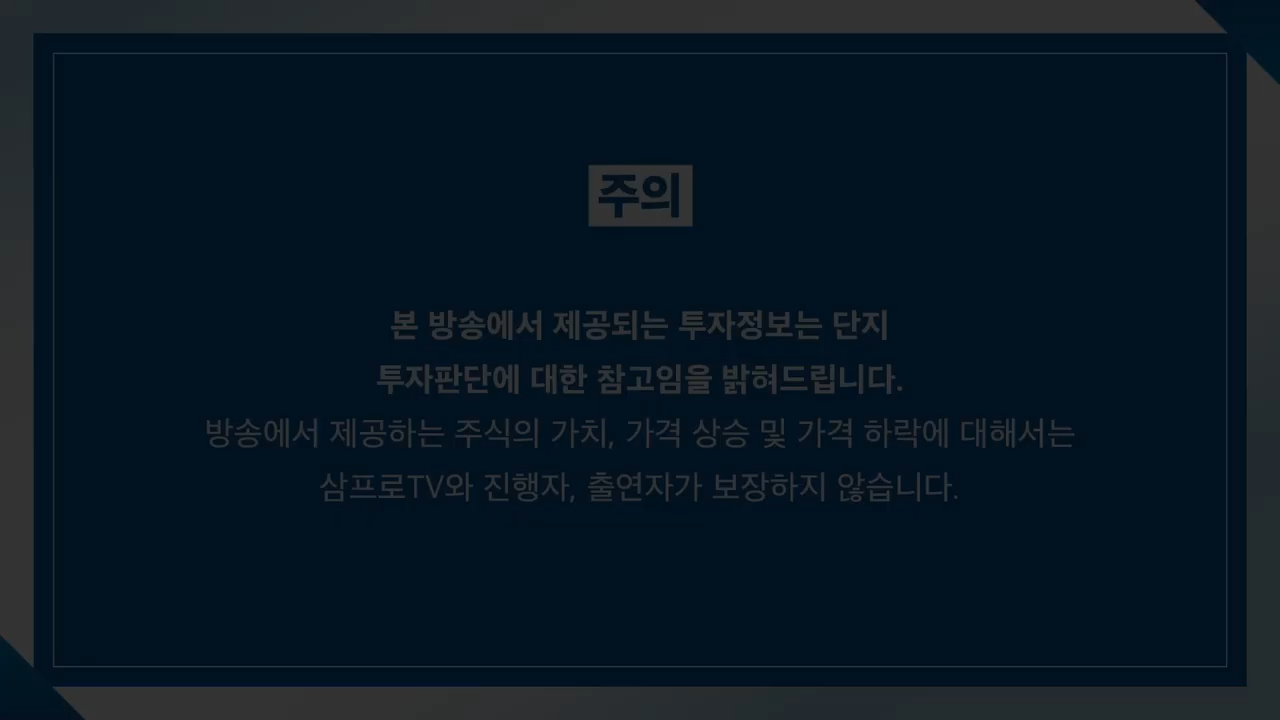 주의
본 방송에서 제공되는 투자정보는 단지
투자판단에 대한 참고임을 밝혀드립니다.
방송에서 제공하는 주식의 가치, 가격 상승 및 가격 하락에 대해서는
삼프로TV와 진행자, 출연자가 보장하지 않습니다.